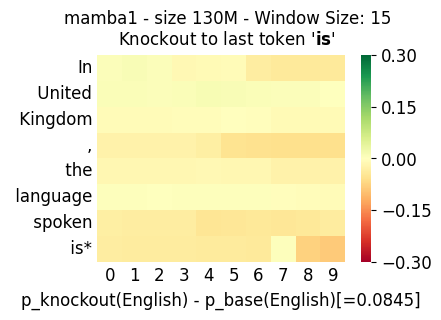 mamba1 - size 130M - Window Size: 15
Knockout to last token 'is'
In
United
Kingdom
,
the
language
spoken
is*
0 1 2 3 4 5 6 7 8 9
0.30
0.15
0.00
−0.15
−0.30
p_knockout(English) - p_base(English)[=0.0845]